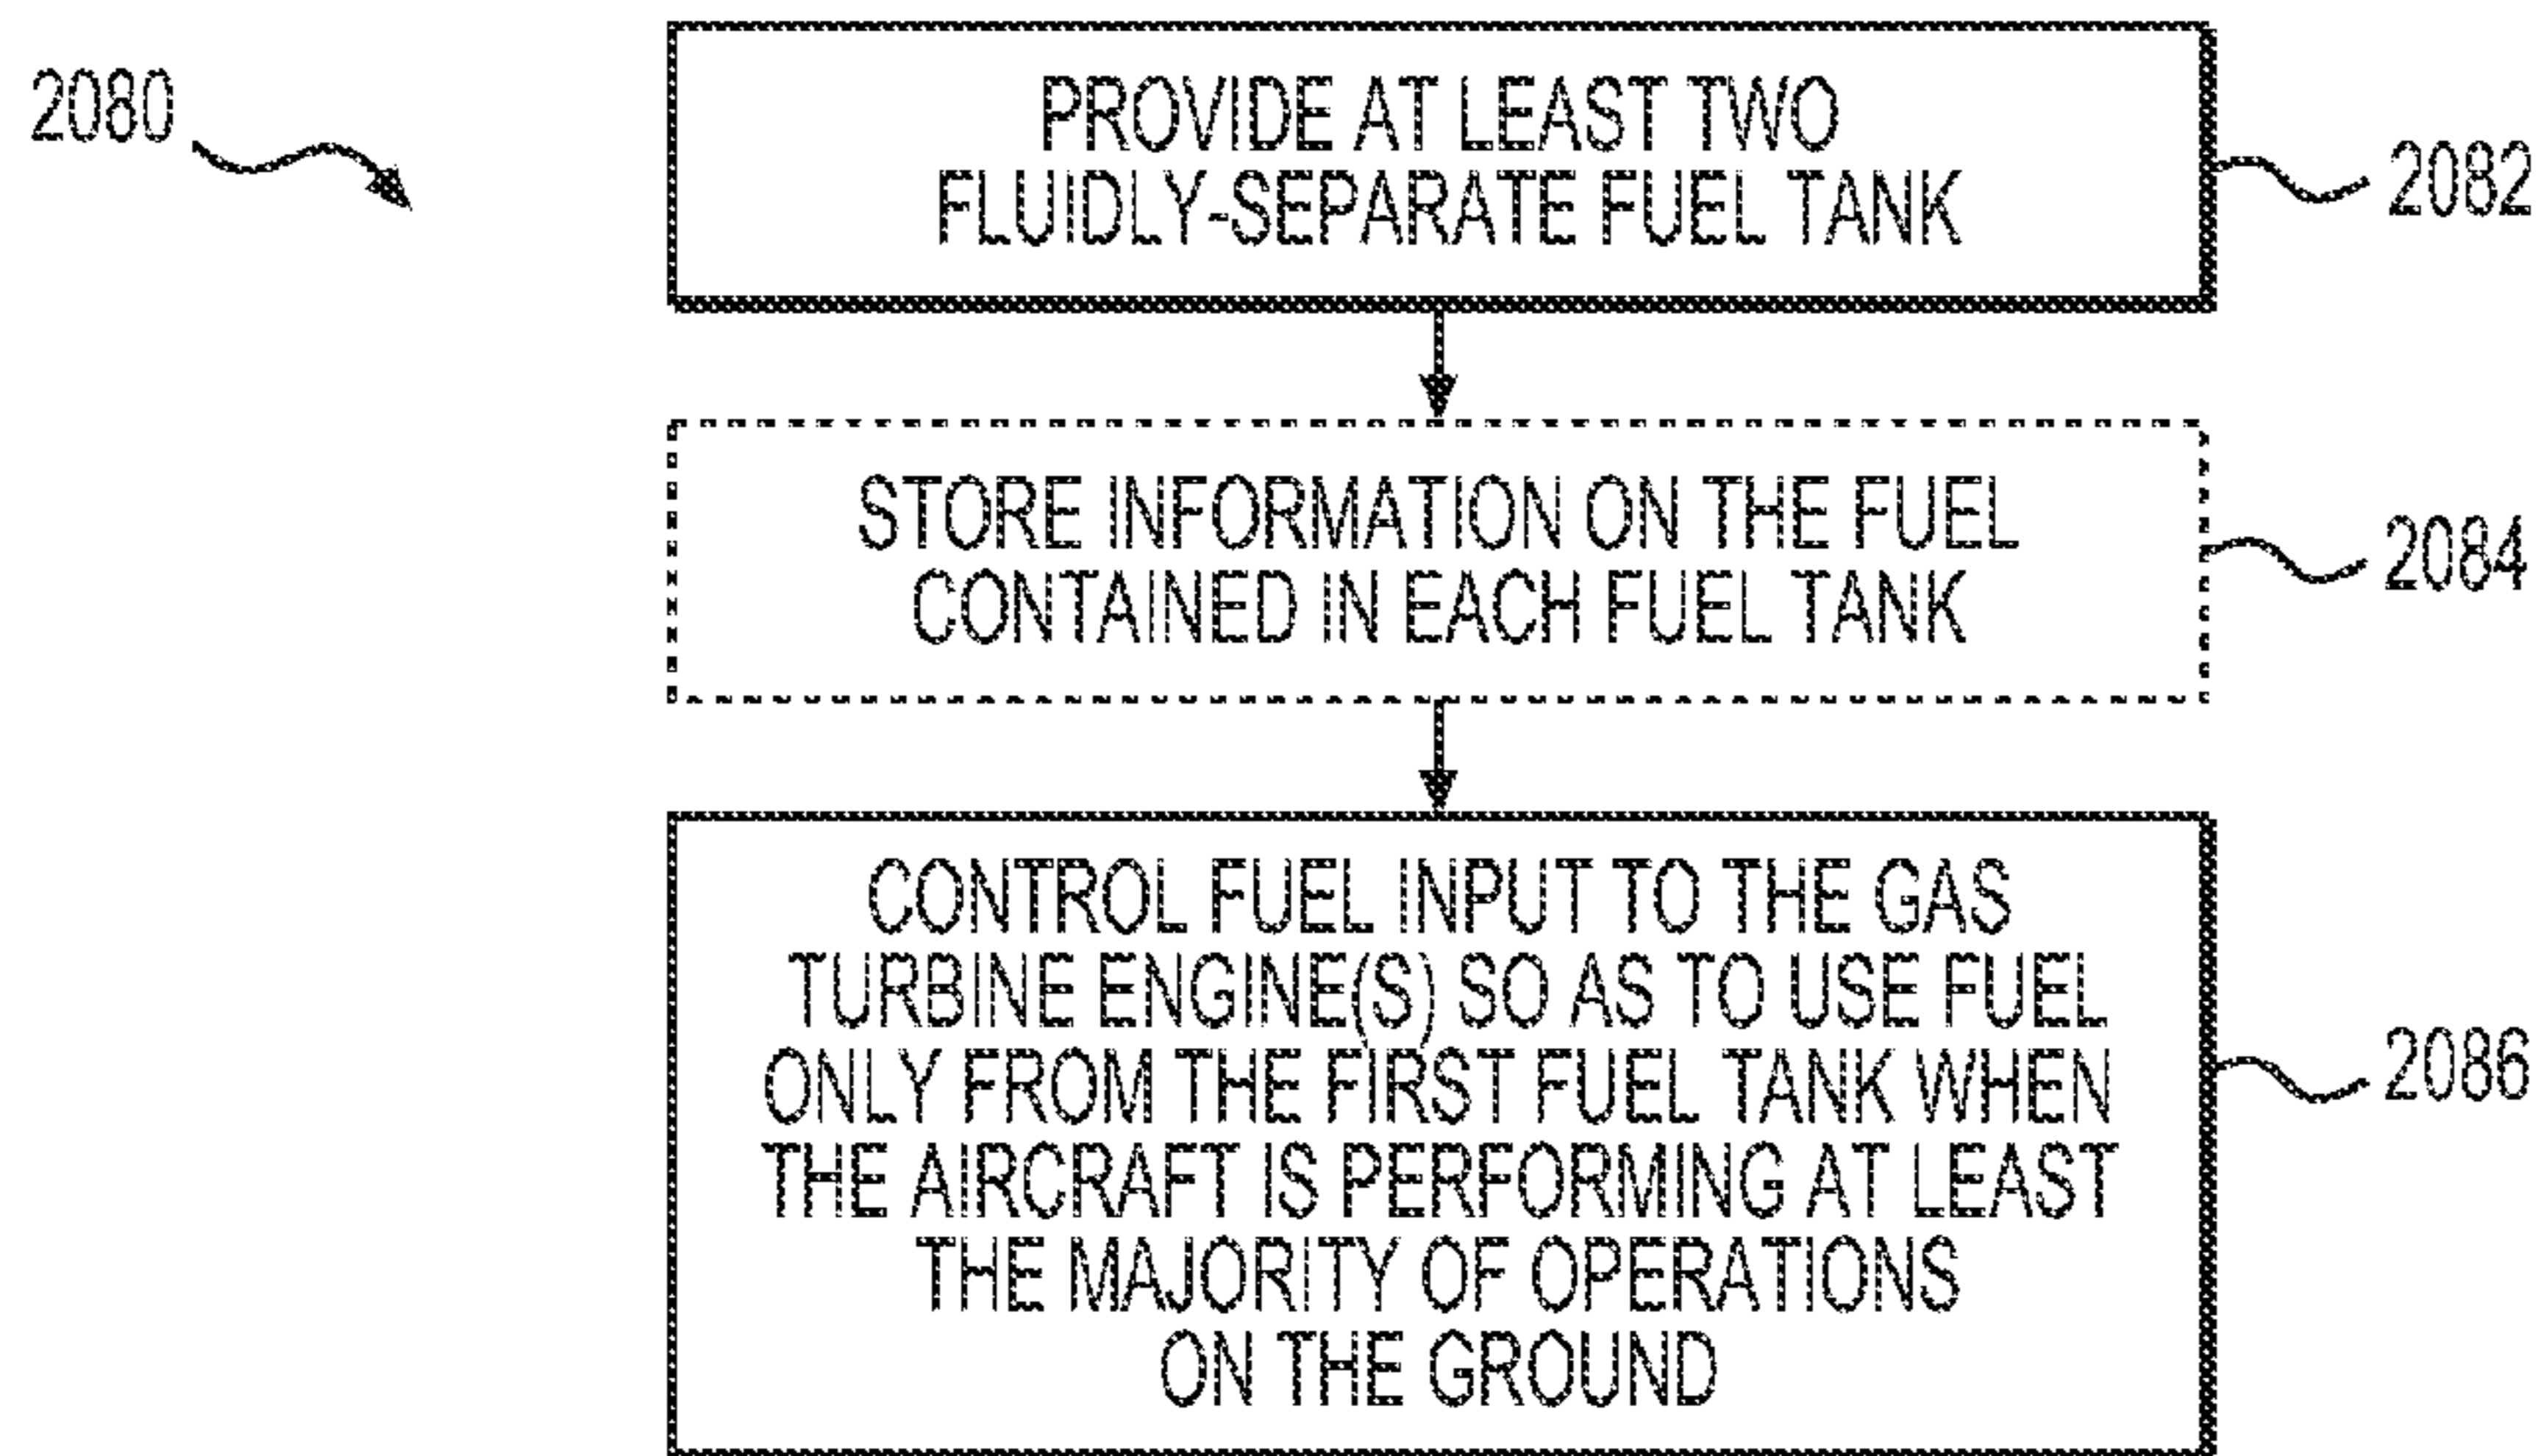 2080
PROVIDE AT LEAST TWO
FLUIDLY-SEPARATE FUEL TANK
2082
STORE INFORMATION ON THE FUEL
CONTAINED IN EACH FUEL TANK
2084
CONTROL FUEL INPUT TO THE GAS
TURBINE ENGINE(S) SO AS TO USE FUEL
ONLY FROM THE FIRST FUEL TANK WHEN
THE AIRCRAFT IS PERFORMING AT LEAST
THE MAJORITY OF OPERATIONS
ON THE GROUND
2086